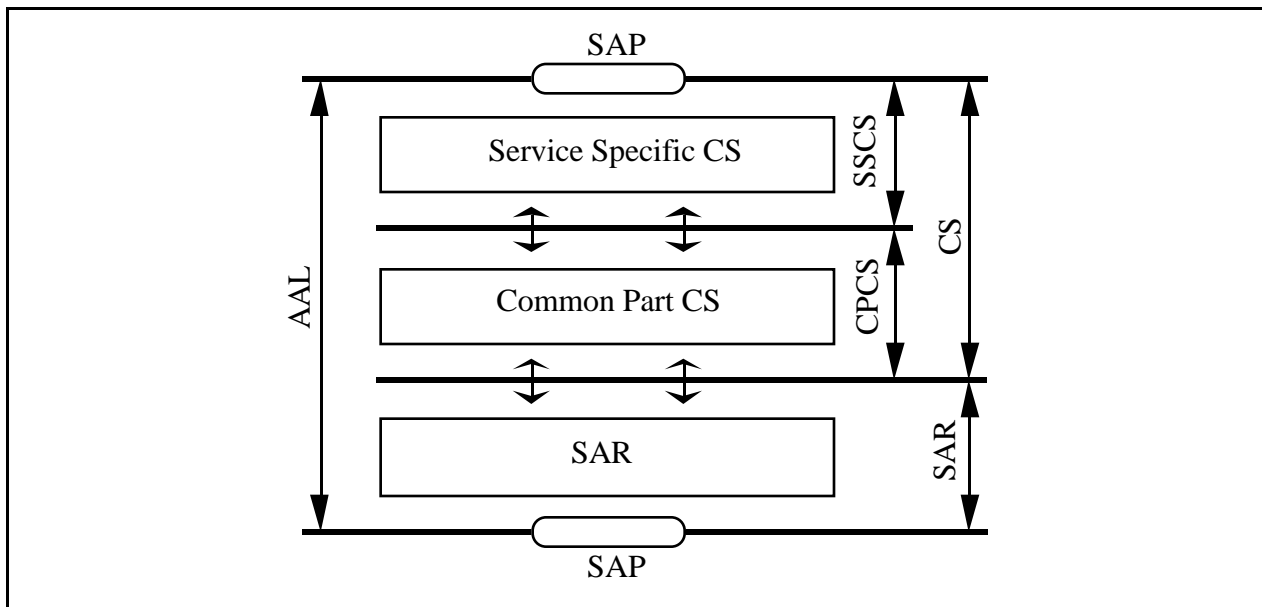 SAP
Service Specific CS
SSCS
CS
AAL
Common Part CS
CPCS
SAR
SAR
SAP